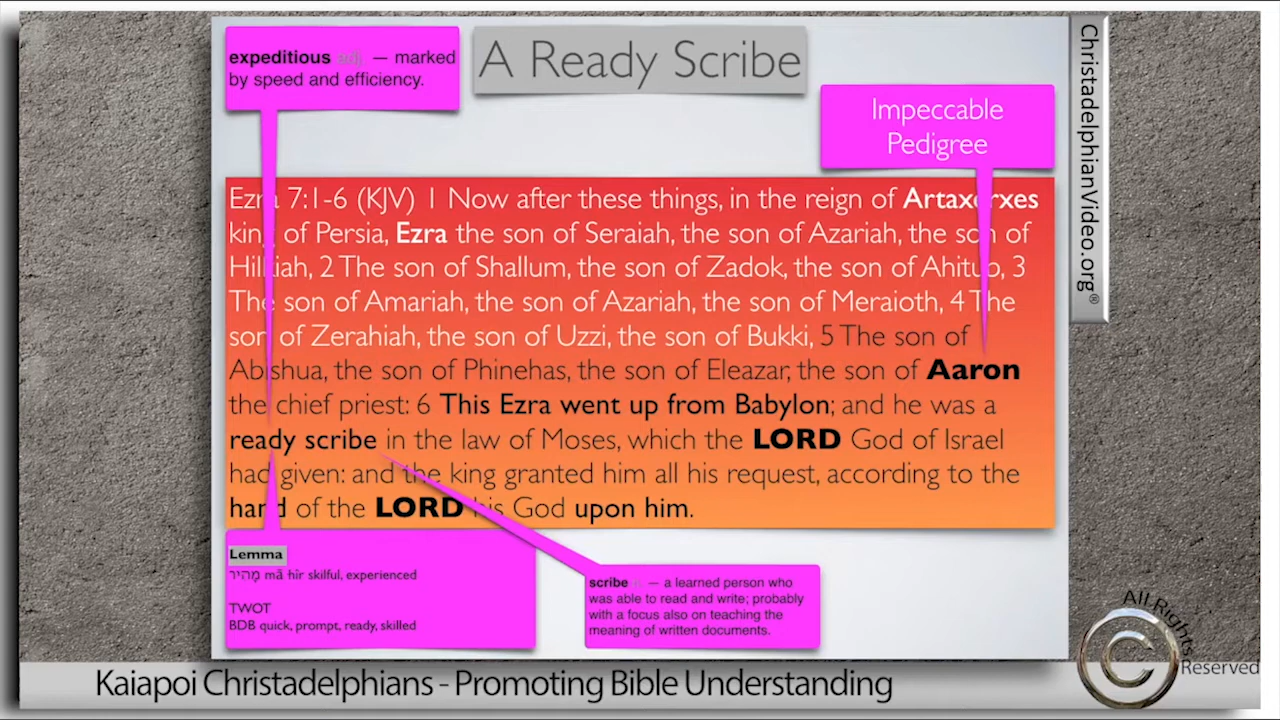 A Ready Scribe
expeditious adj. — marked
by speed and efficiency.
Impeccable
Pedigree
Ezra 7:1-6 (KJV) 1 Now after these things, in the reign of Artaxerxes
king of Persia, Ezra the son of Seraiah, the son of Azariah, the son of
Hilkiah, 2 The son of Shallum, the son of Zadok, the son of Ahitub, 3
The son of Amariah, the son of Azariah, the son of Meraioth, 4 The
son of Zerahiah, the son of Uzzi, the son of Bukki, 5 The son of
Abishua, the son of Phinehas, the son of Eleazar, the son of Aaron
the chief priest: 6 This Ezra went up from Babylon; and he was a
ready scribe in the law of Moses, which the LORD God of Israel
had given: and the king granted him all his request, according to the
hand of the LORD his God upon him.
Lemma
מָהִיר mā hîr skilful, experienced
TWOT
BDB quick, prompt, ready, skilled
scribe n. — a learned person who
was able to read and write; probably
with a focus also on teaching the
meaning of written documents.
ChristadelphianVideo.org®
All Rights
©
Reserved
Kaiapoi Christadelphians - Promoting Bible Understanding